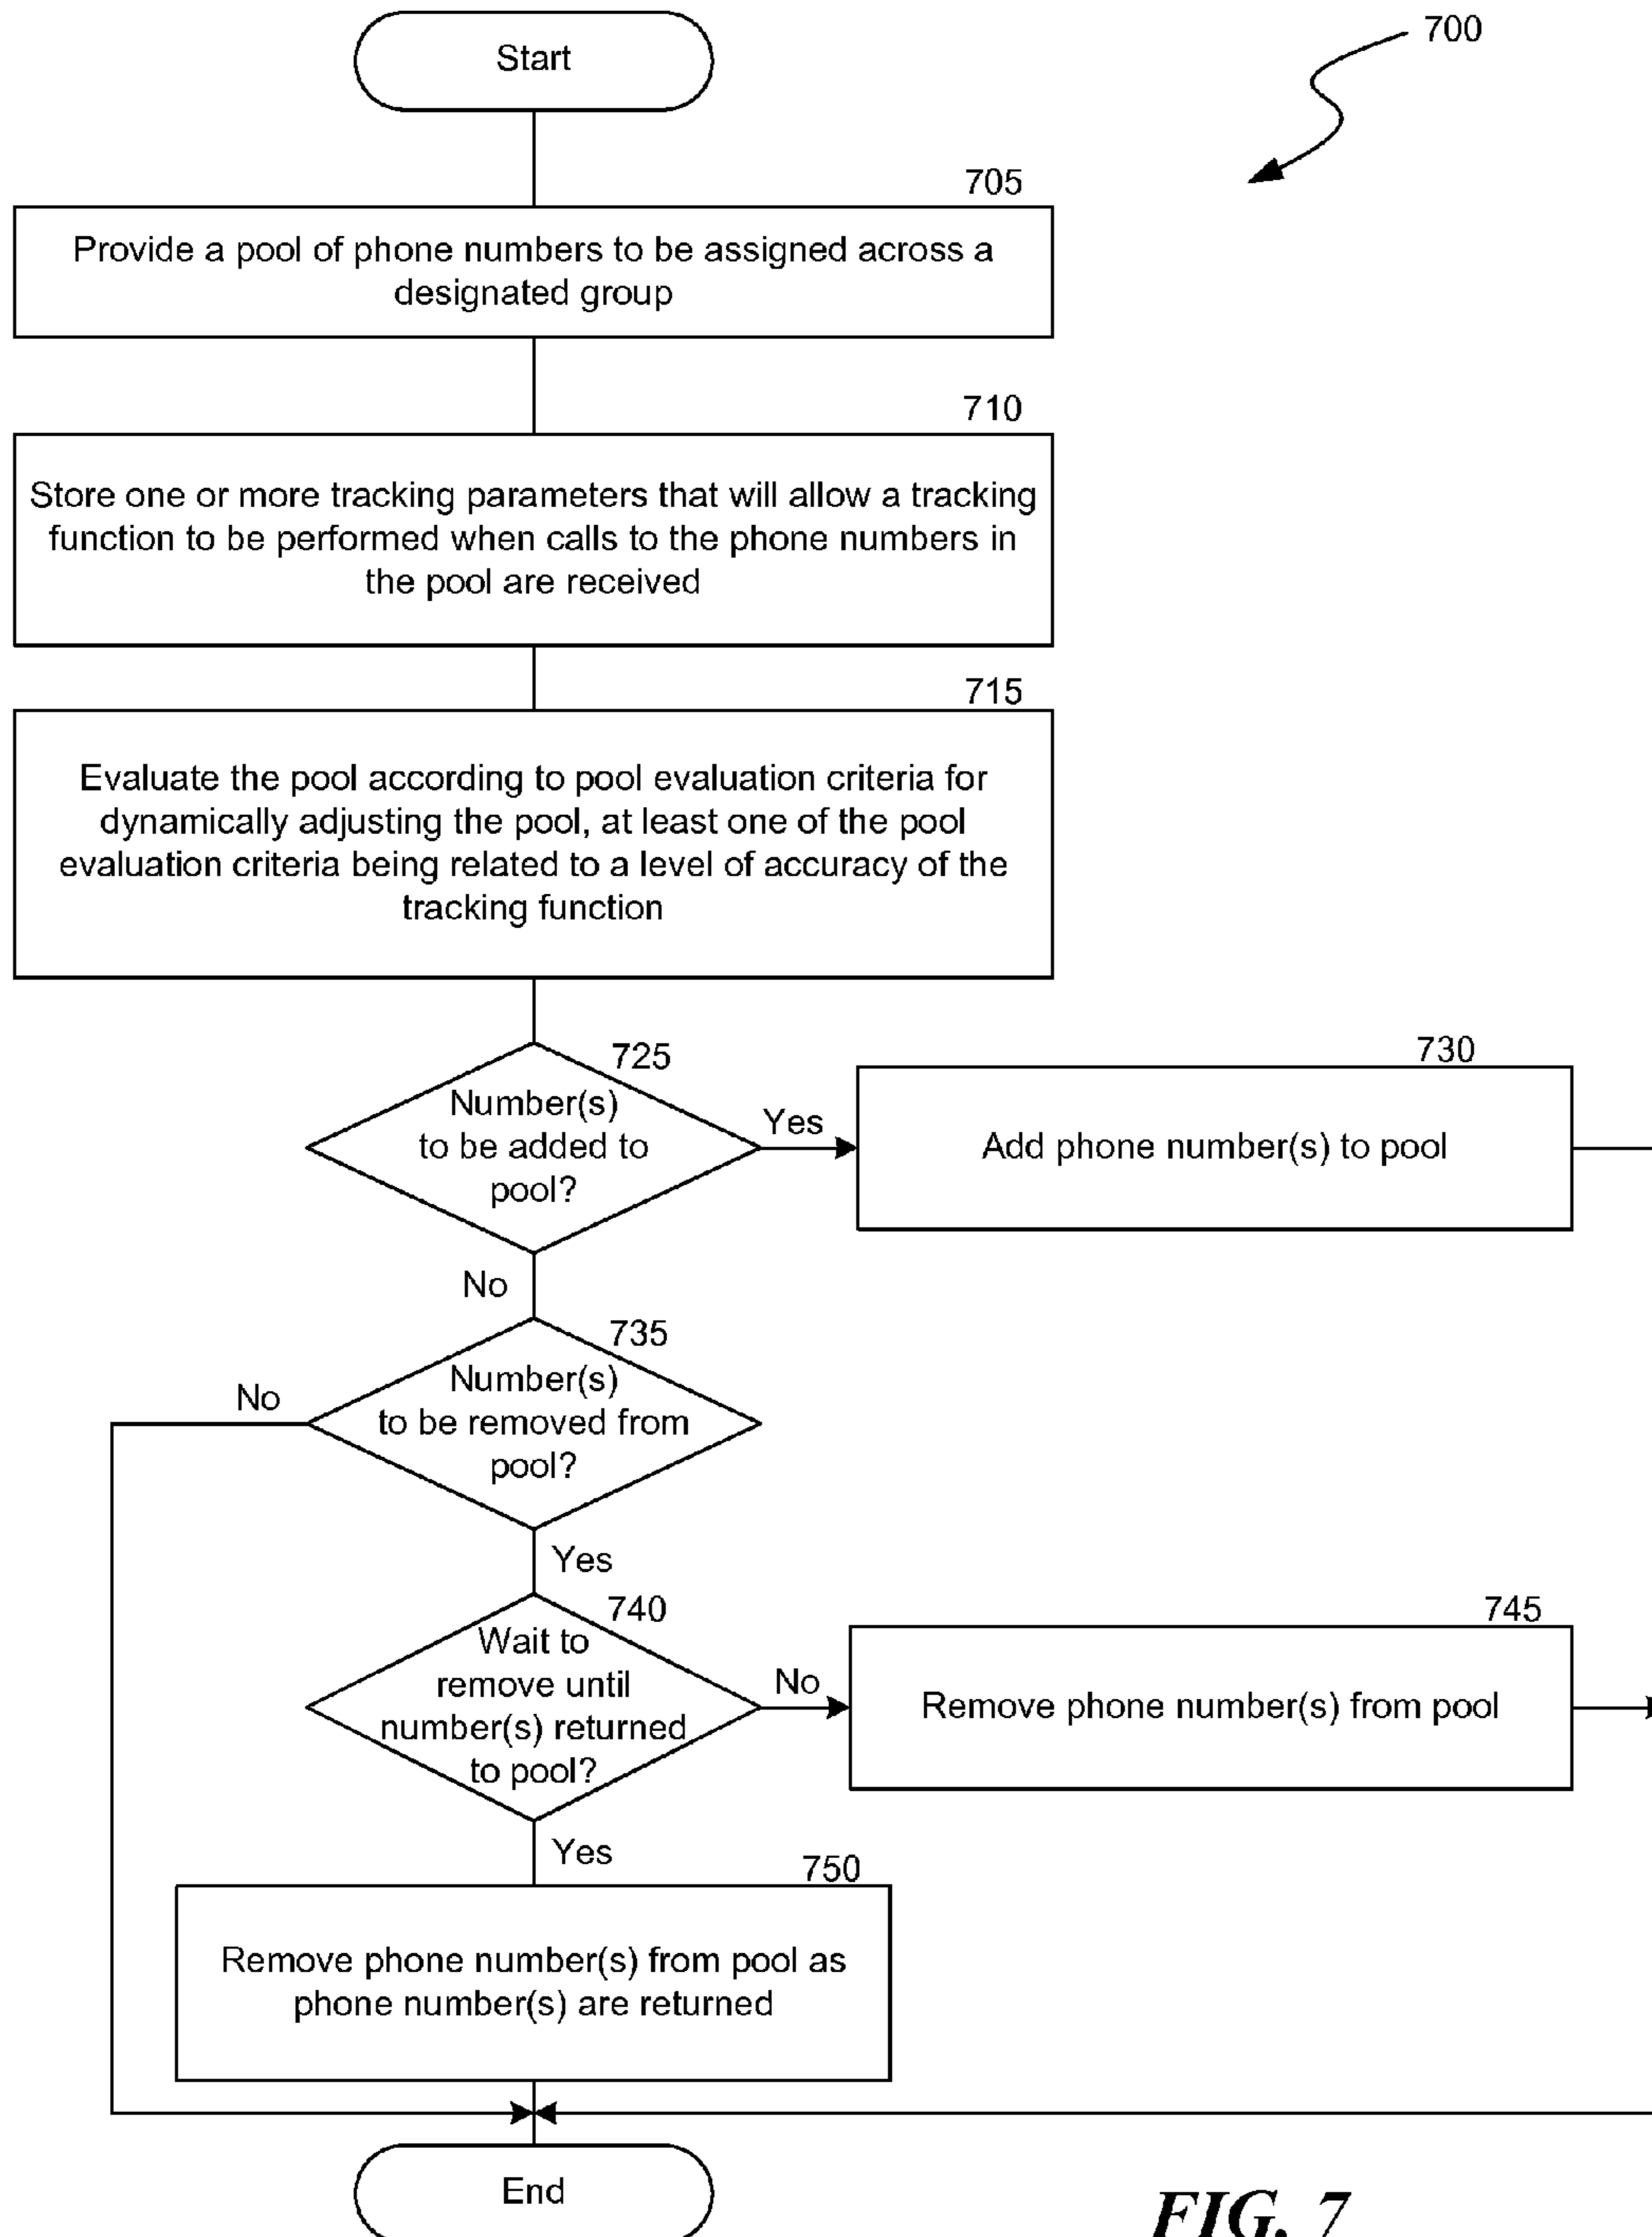 Start
700
705
Provide a pool of phone numbers to be assigned across a
designated group
710
Store one or more tracking parameters that will allow a tracking
function to be performed when calls to the phone numbers in
the pool are received
715
Evaluate the pool according to pool evaluation criteria for
dynamically adjusting the pool, at least one of the pool
evaluation criteria being related to a level of accuracy of the
tracking function
725
Number(s)
to be added to
pool?
Yes
730
Add phone number(s) to pool
No
735
Number(s)
to be removed from
pool?
No
Yes
740
Wait to
remove until
number(s) returned
to pool?
No
745
Remove phone number(s) from pool
Yes
750
Remove phone number(s) from pool as
phone number(s) are returned
End
FIG. 7